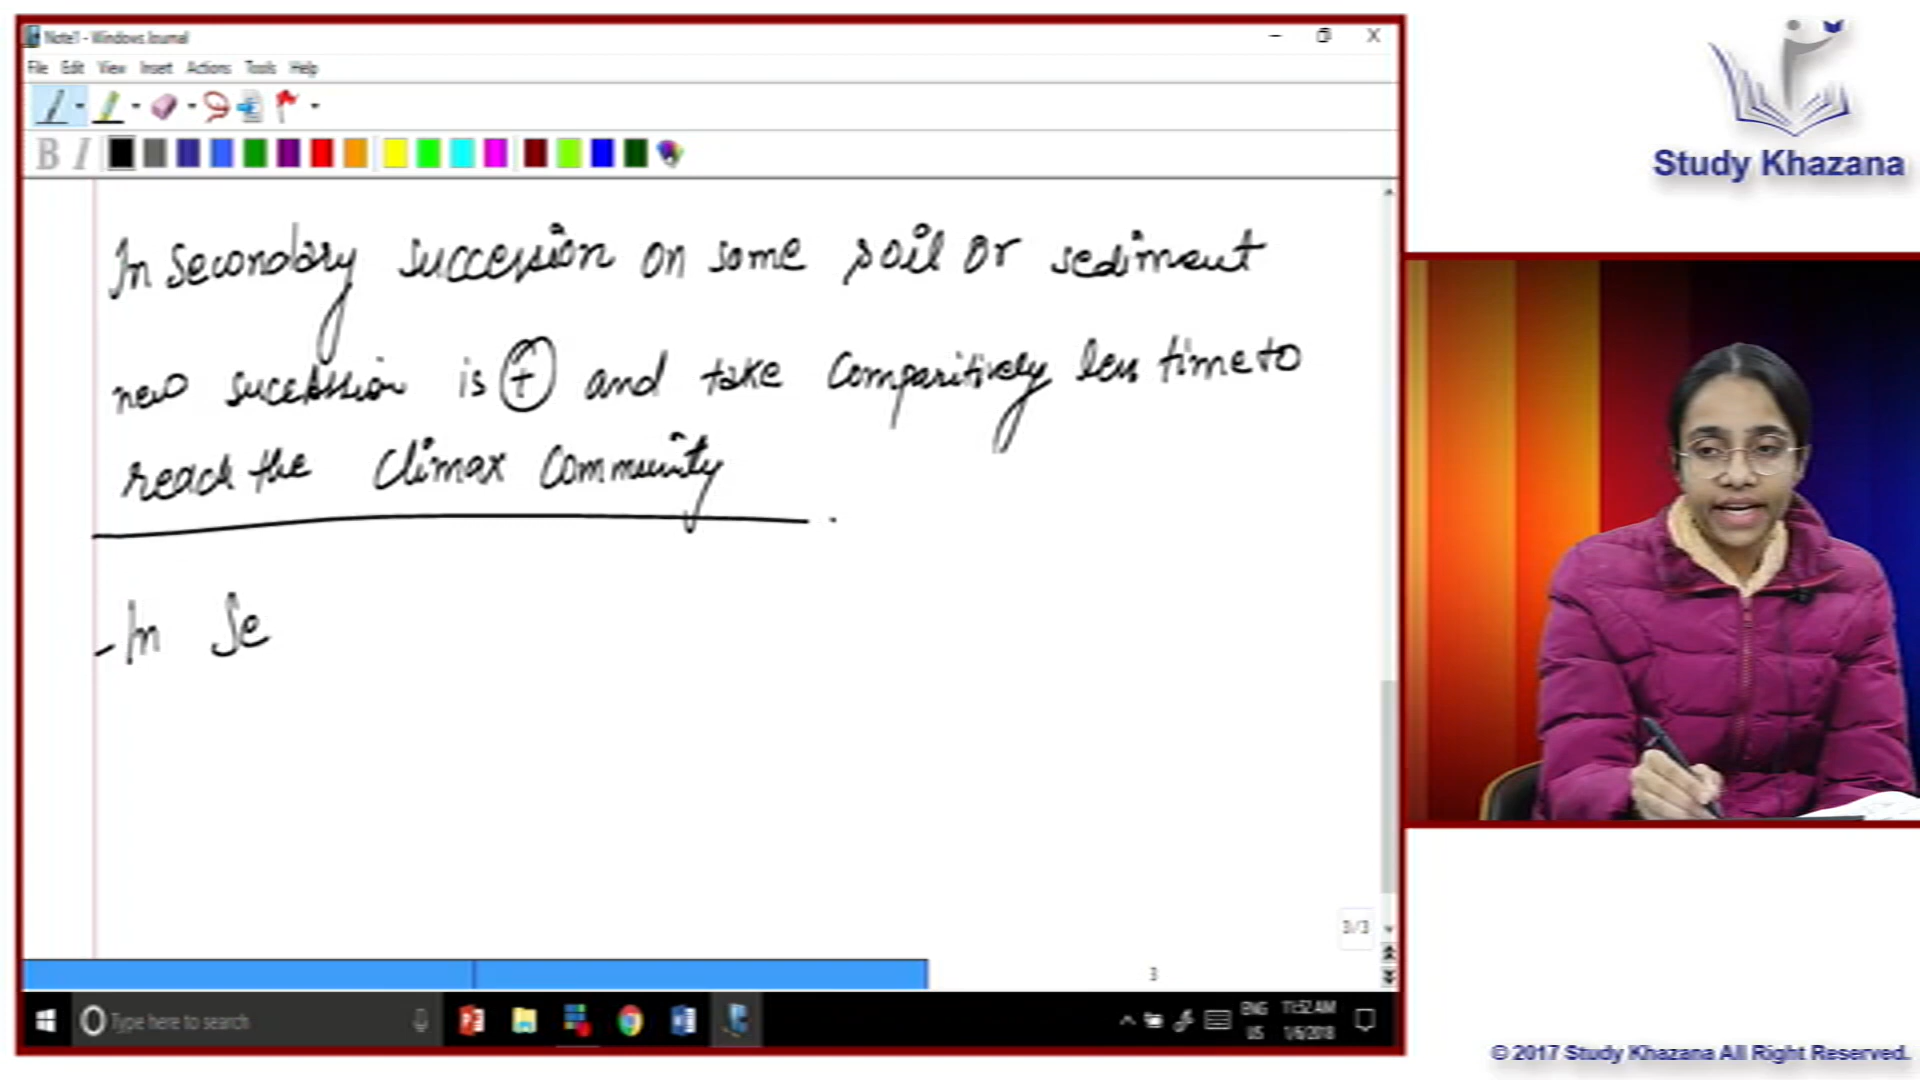 Note1 - Windows Journal
File Edit View Insert Actions Tools Help
B I
In Secondary succession on some soil or sediment
new sucession is + and take comparitively less time to
reach the climax community
- In Se
3/3
3
Type here to search
ENG
US
11:52 AM
1/6/2018
Study Khazana
© 2017 Study Khazana All Right Reserved.